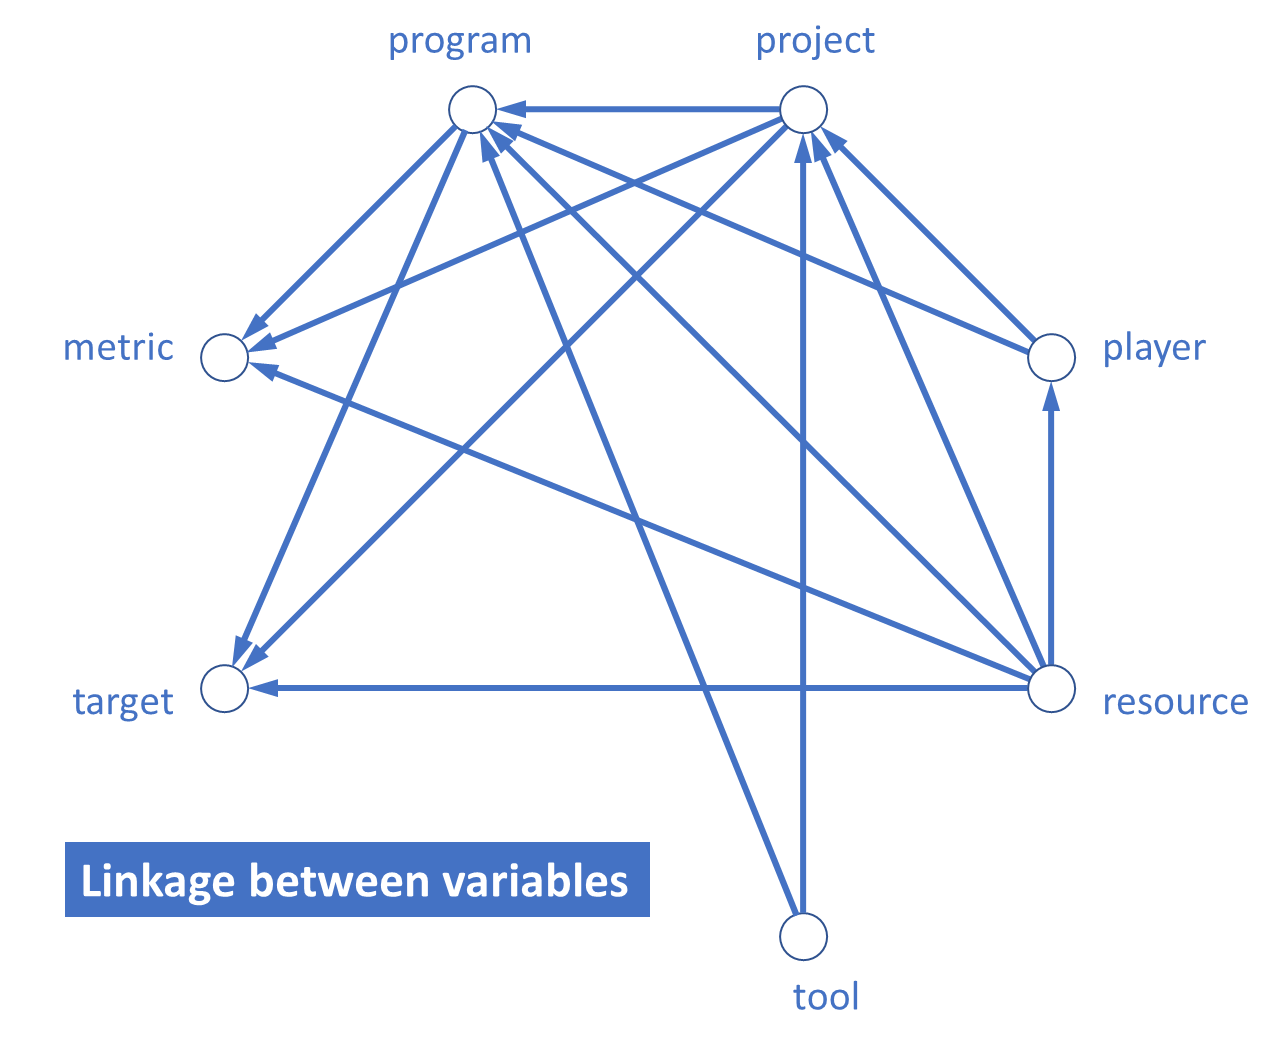 program
project
metric
player
target
resource
Linkage between variables
tool